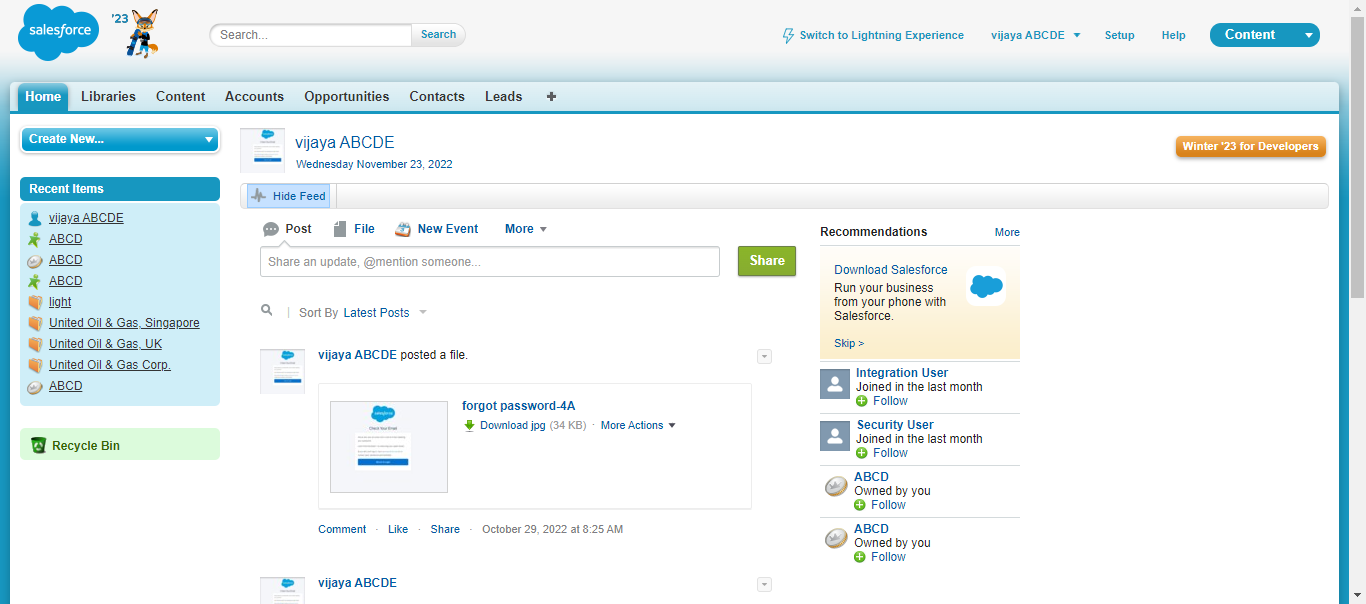 salesforce
'23
Search...
Search
Switch to Lightning Experience
vijaya ABCDE
Setup
Help
Content
Home
Libraries
Content
Accounts
Opportunities
Contacts
Leads
Create New...
Recent Items
vijaya ABCDE
ABCD
ABCD
ABCD
light
United Oil & Gas, Singapore
United Oil & Gas, UK
United Oil & Gas Corp.
ABCD
Recycle Bin
vijaya ABCDE
Wednesday November 23, 2022
Winter '23 for Developers
Hide Feed
Post
File
New Event
More
Share an update, @mention someone...
Share
Sort By Latest Posts
vijaya ABCDE posted a file.
salesforce
Check Your Email
forgot password-4A
Download jpg (34 KB) · More Actions
Comment · Like · Share · October 29, 2022 at 8:25 AM
vijaya ABCDE
Recommendations
More
Download Salesforce
Run your business
from your phone with
Salesforce.
Skip >
Integration User
Joined in the last month
Follow
Security User
Joined in the last month
Follow
ABCD
Owned by you
Follow
ABCD
Owned by you
Follow